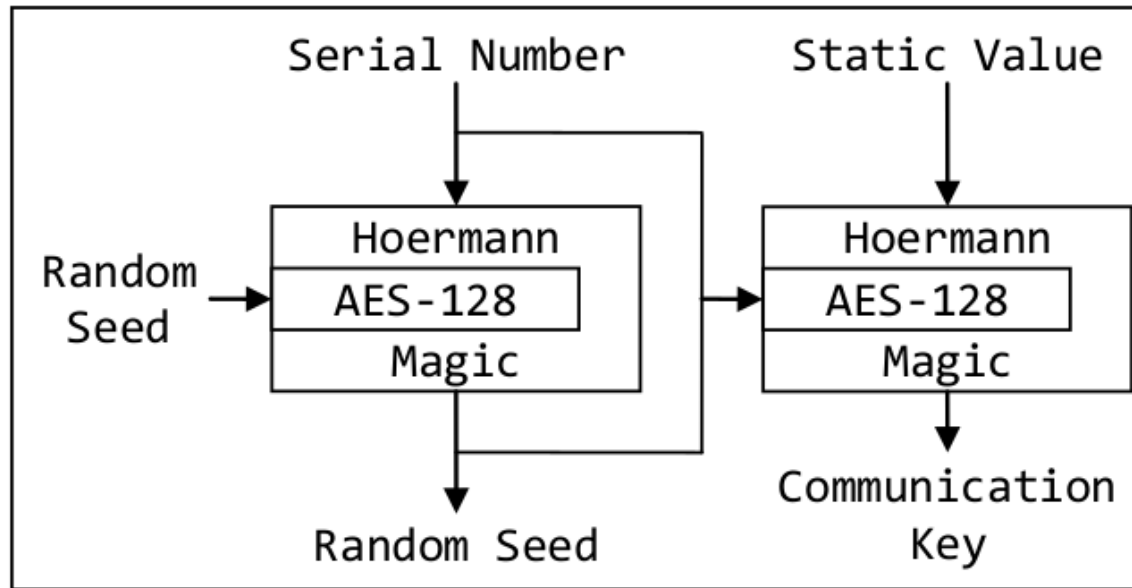 Serial Number
Static Value
Random
Seed
Hoermann
AES-128
Magic
Hoermann
AES-128
Magic
Random Seed
Communication
Key